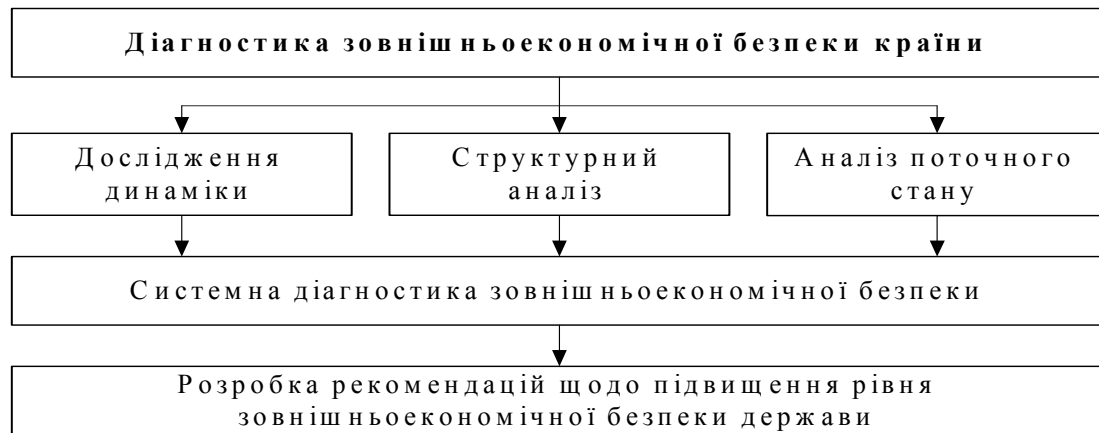 Діагностика зовнішньоекономічної безпеки країни
Дослідження
динаміки
Структурний
аналіз
Аналіз поточного
стану
Системна діагностика зовнішньоекономічної безпеки
Розробка рекомендацій щодо підвищення рівня
зовнішньоекономічної безпеки держави